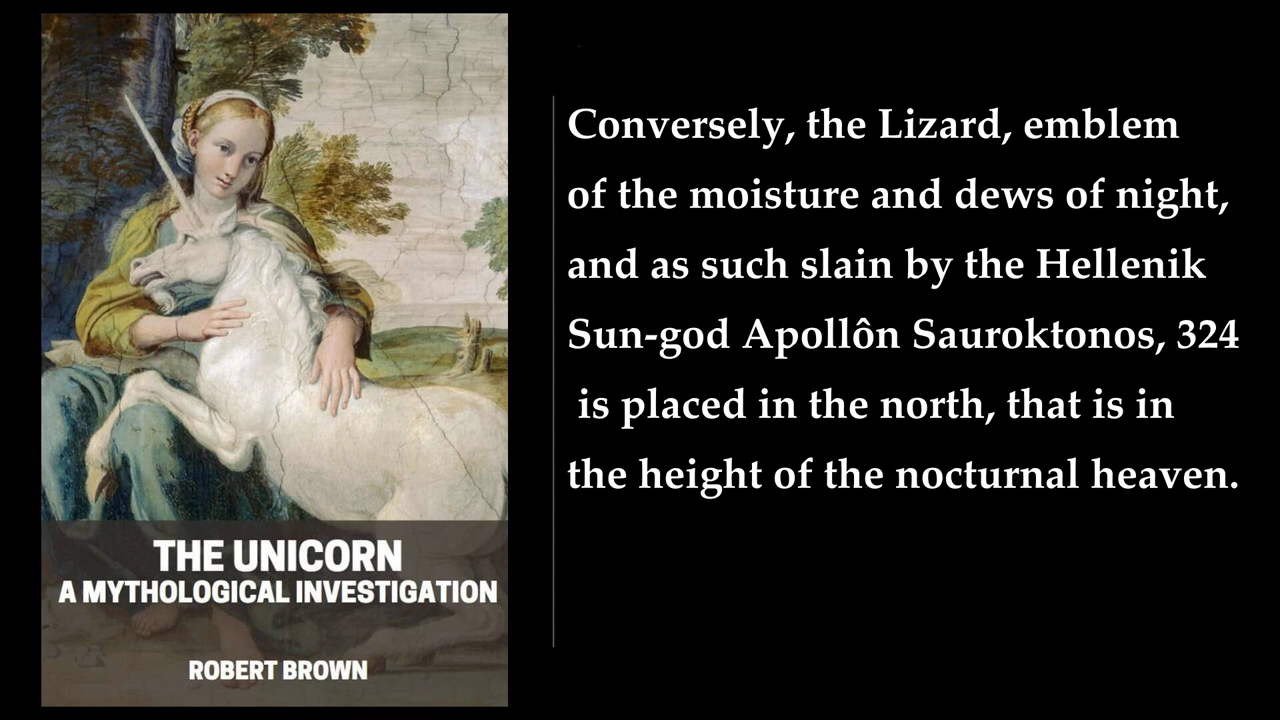 THE UNICORN
A MYTHOLOGICAL INVESTIGATION
ROBERT BROWN
Conversely, the Lizard, emblem
of the moisture and dews of night,
and as such slain by the Hellenik
Sun-god Apollôn Sauroktonos, 324
is placed in the north, that is in
the height of the nocturnal heaven.